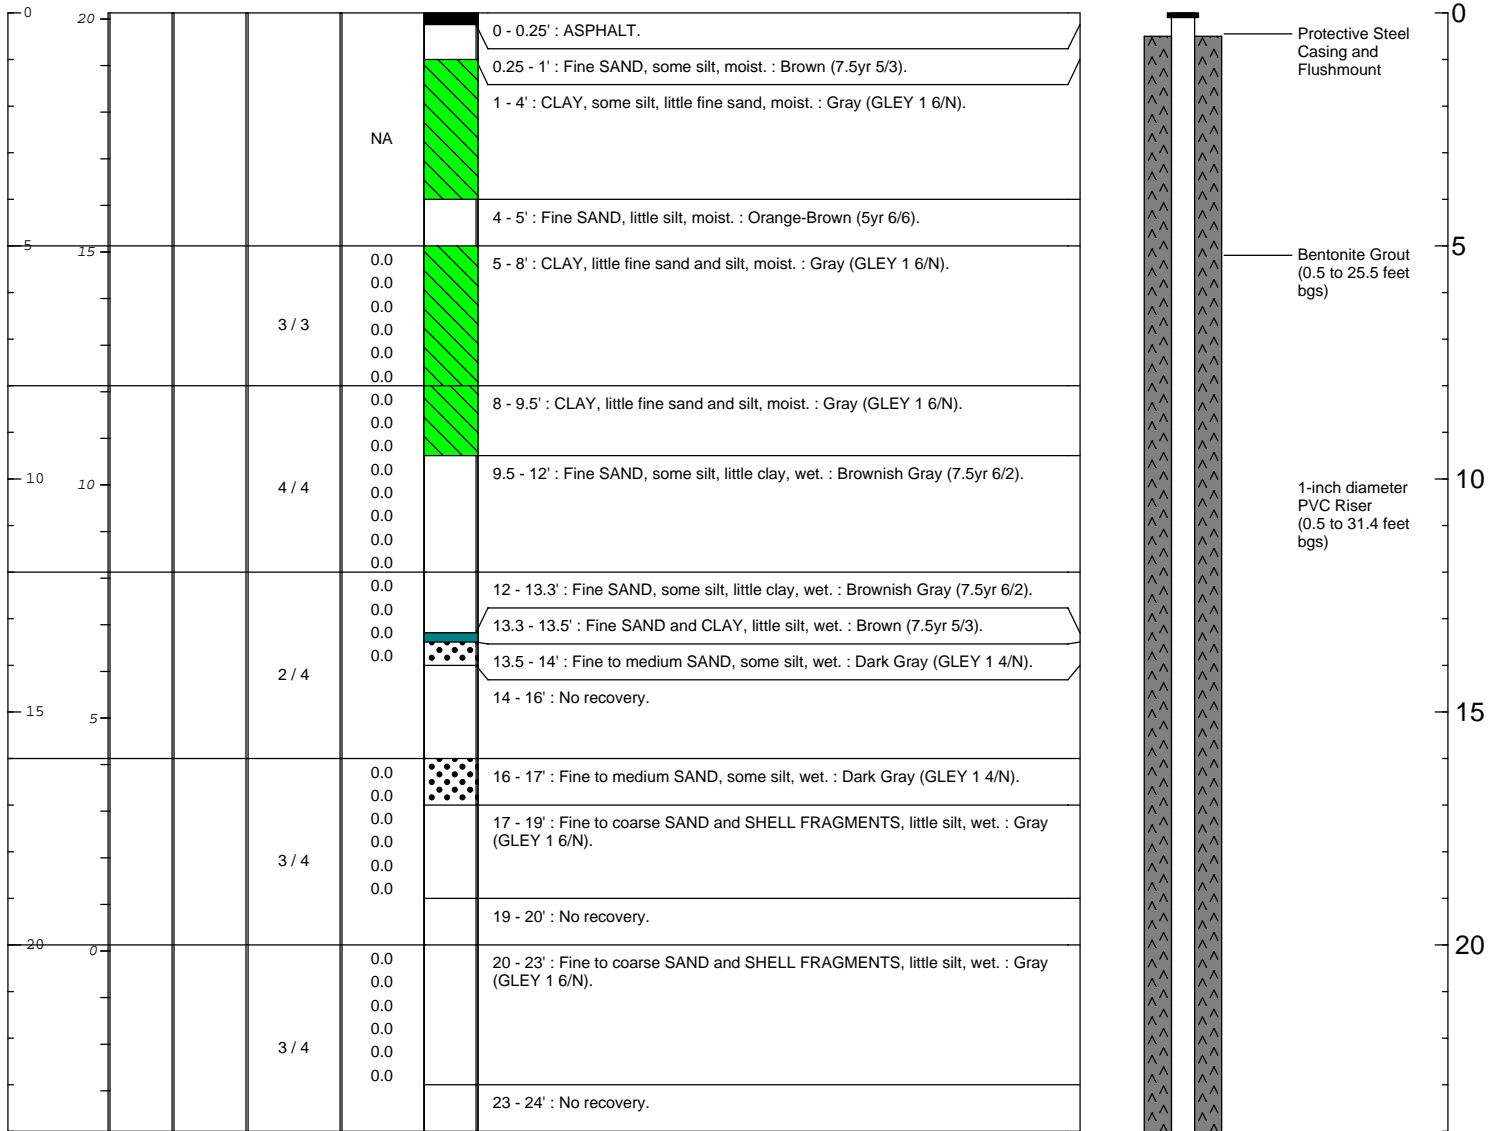 0
20
0 - 0.25' : ASPHALT.
0
Protective Steel
Casing and
Flushmount
0.25 - 1' : Fine SAND, some silt, moist. : Brown (7.5yr 5/3).
1 - 4' : CLAY, some silt, little fine sand, moist. : Gray (GLEY 1 6/N).
NA
4 - 5' : Fine SAND, little silt, moist. : Orange-Brown (5yr 6/6).
5
15
5
0.0
5 - 8' : CLAY, little fine sand and silt, moist. : Gray (GLEY 1 6/N).
Bentonite Grout
(0.5 to 25.5 feet
bgs)
0.0
0.0
3 / 3
0.0
0.0
0.0
0.0
8 - 9.5' : CLAY, little fine sand and silt, moist. : Gray (GLEY 1 6/N).
0.0
0.0
0.0
9.5 - 12' : Fine SAND, some silt, little clay, wet. : Brownish Gray (7.5yr 6/2).
10
10
4 / 4
10
1-inch diameter
PVC Riser
(0.5 to 31.4 feet
bgs)
0.0
0.0
0.0
0.0
0.0
12 - 13.3' : Fine SAND, some silt, little clay, wet. : Brownish Gray (7.5yr 6/2).
0.0
0.0
13.3 - 13.5' : Fine SAND and CLAY, little silt, wet. : Brown (7.5yr 5/3).
0.0
13.5 - 14' : Fine to medium SAND, some silt, wet. : Dark Gray (GLEY 1 4/N).
2 / 4
14 - 16' : No recovery.
15
5
15
0.0
16 - 17' : Fine to medium SAND, some silt, wet. : Dark Gray (GLEY 1 4/N).
0.0
0.0
17 - 19' : Fine to coarse SAND and SHELL FRAGMENTS, little silt, wet. : Gray
(GLEY 1 6/N).
0.0
3 / 4
0.0
0.0
19 - 20' : No recovery.
20
0
20
0.0
20 - 23' : Fine to coarse SAND and SHELL FRAGMENTS, little silt, wet. : Gray
(GLEY 1 6/N).
0.0
0.0
0.0
3 / 4
0.0
0.0
23 - 24' : No recovery.